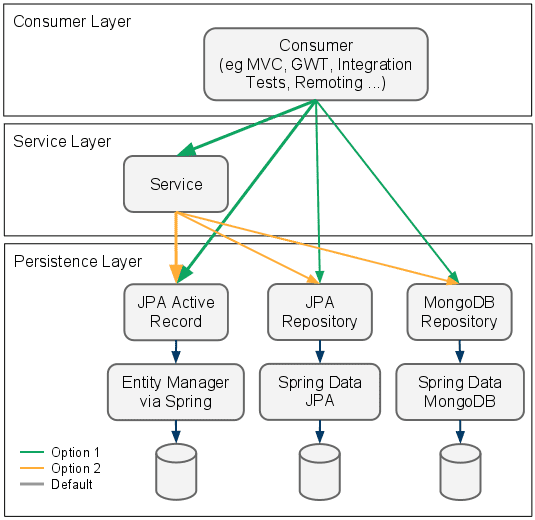 Consumer Layer
Consumer
(eg MVC, GWT, Integration
Tests, Remoting ...)
Service Layer
Service
Persistence Layer
JPA Active
Record
JPA
Repository
MongoDB
Repository
Entity Manager
via Spring
Spring Data
JPA
Spring Data
MongoDB
Option 1
Option 2
Default